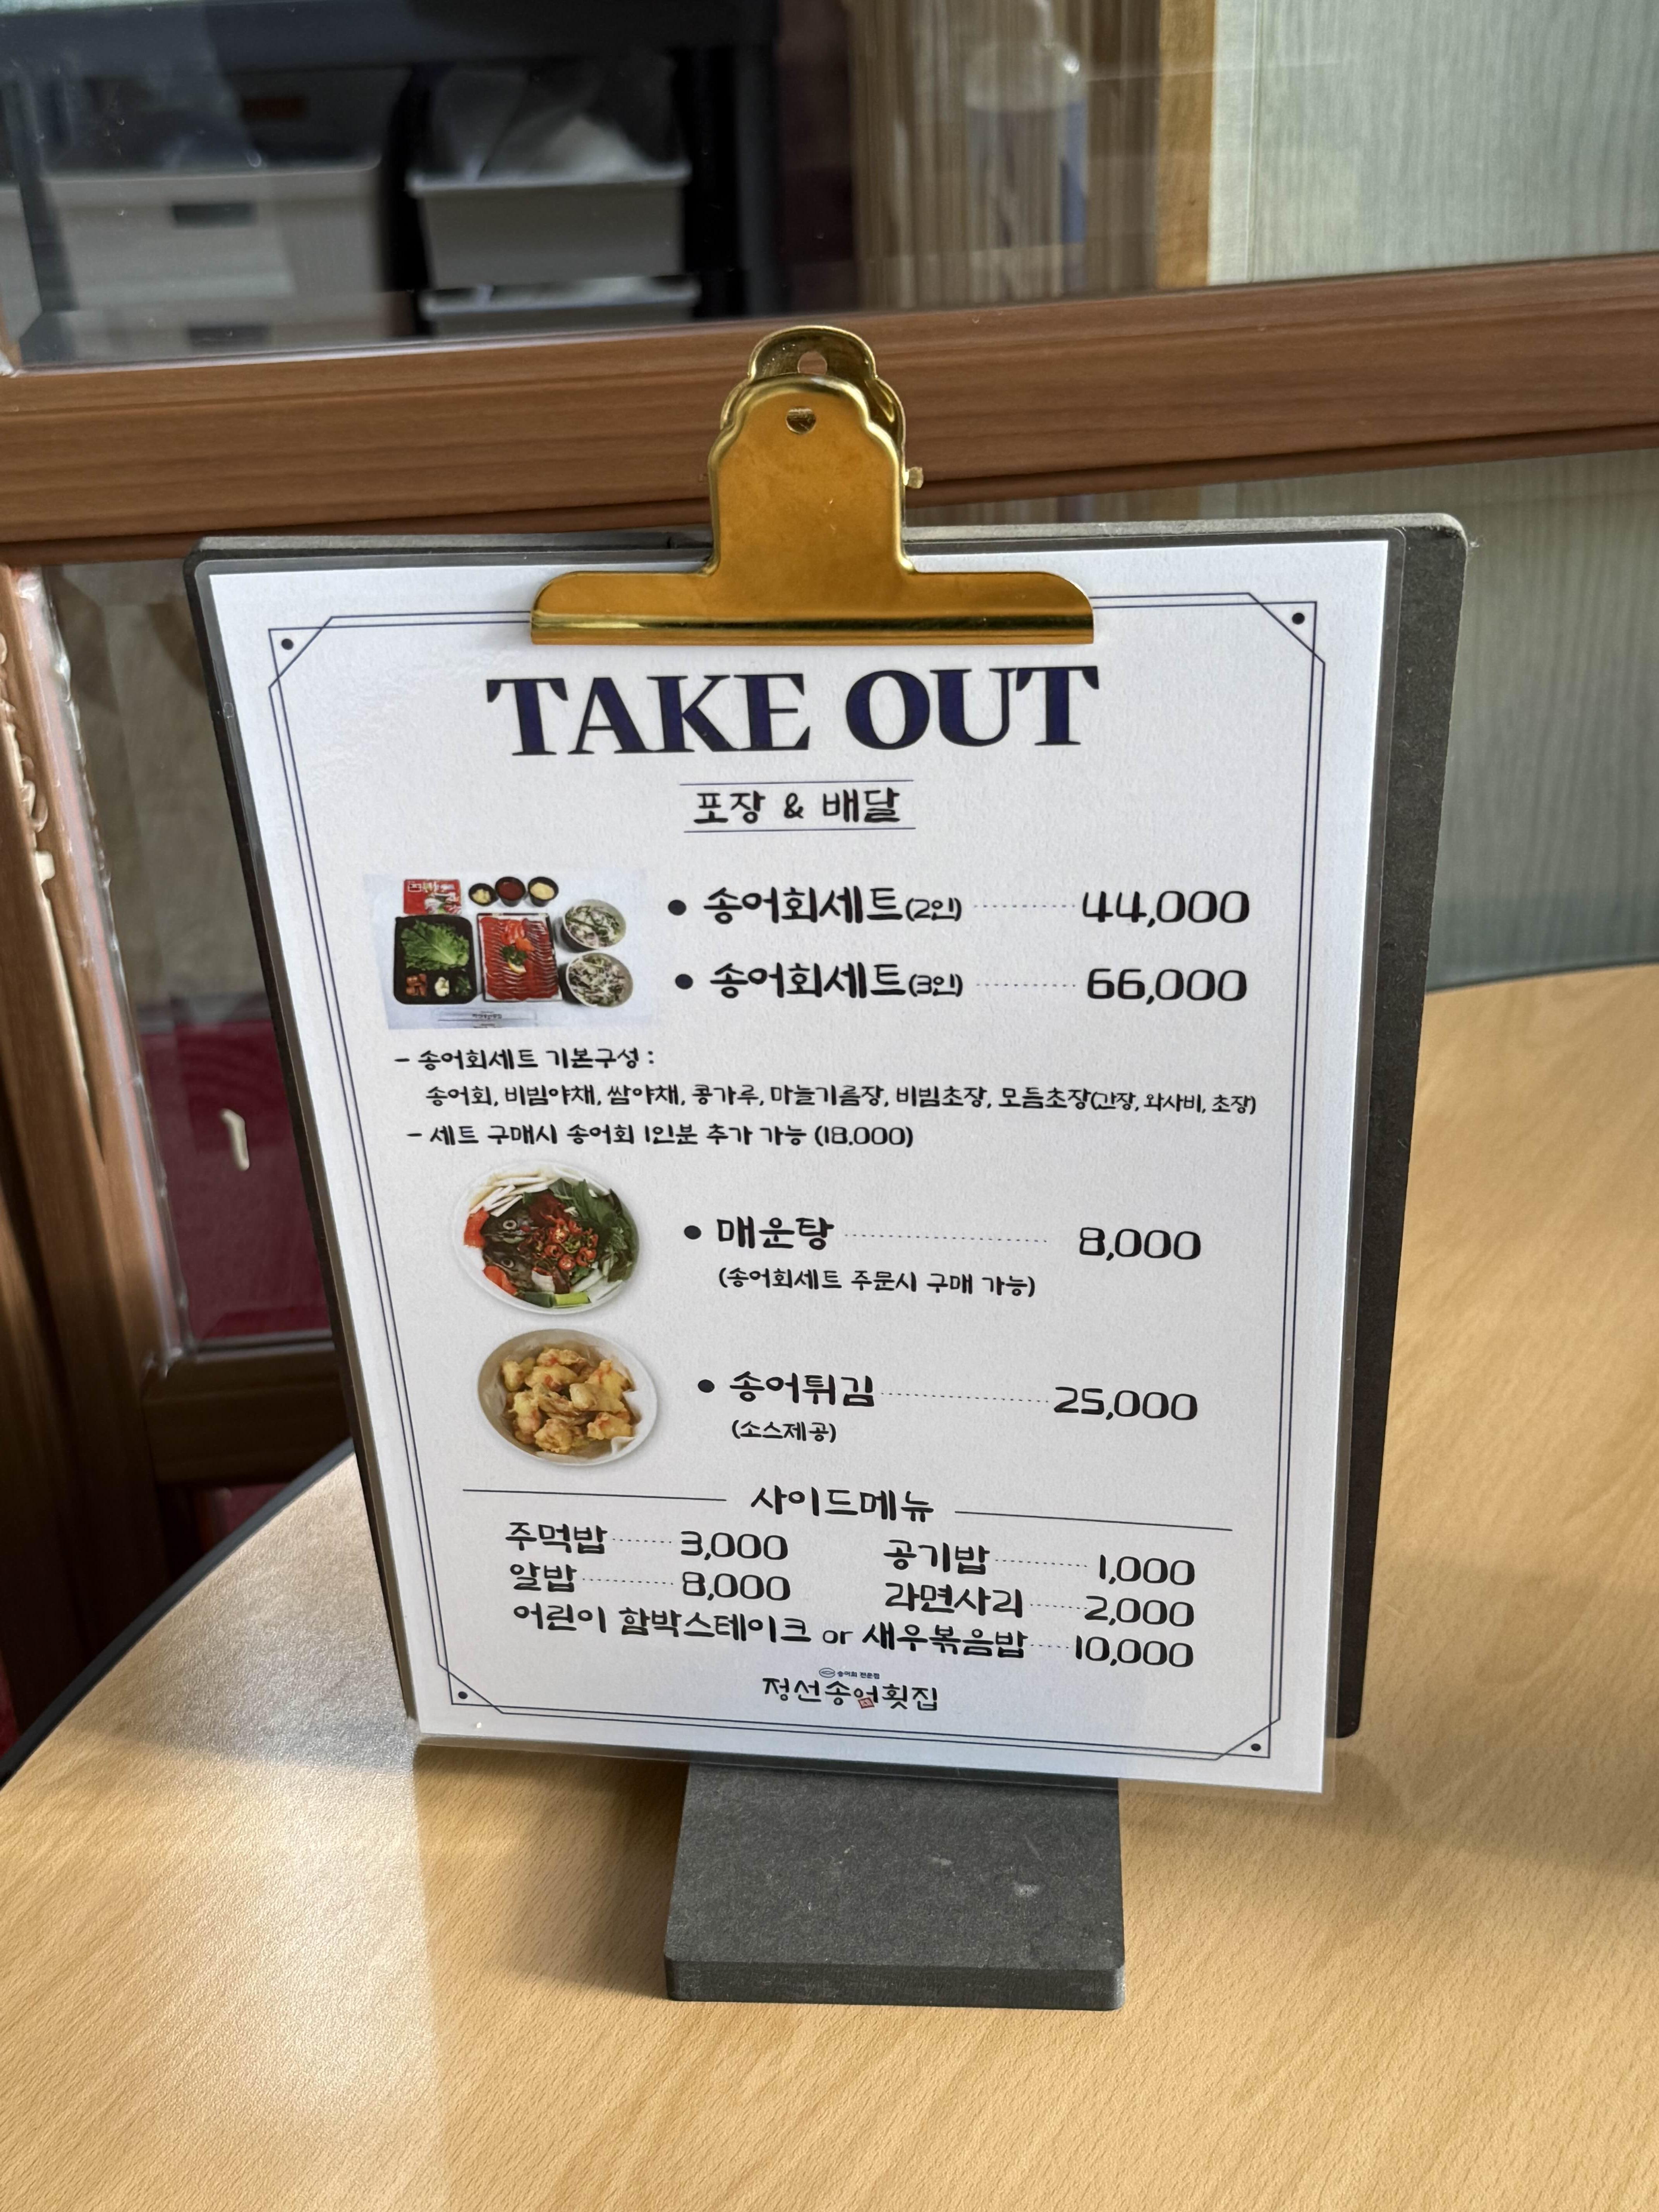 TAKE OUT
포장 & 배달
• 송어회세트(2인) 44,000
• 송어회세트(3인) 66,000
- 송어회세트 기본구성 :
송어회, 비빔야채, 쌈야채, 콩가루, 마늘기름장, 비빔초장, 모듬초장(간장, 와사비, 초장)
- 세트 구매시 송어회 1인분 추가 가능 (18,000)
• 매운탕 8,000
(송어회세트 주문시 구매 가능)
• 송어튀김 25,000
(소스제공)
사이드메뉴
주먹밥 3,000 공기밥 1,000
알밥 8,000 라면사리 2,000
어린이 함박스테이크 or 새우볶음밥 10,000
송어회 전문점
정선송어횟집